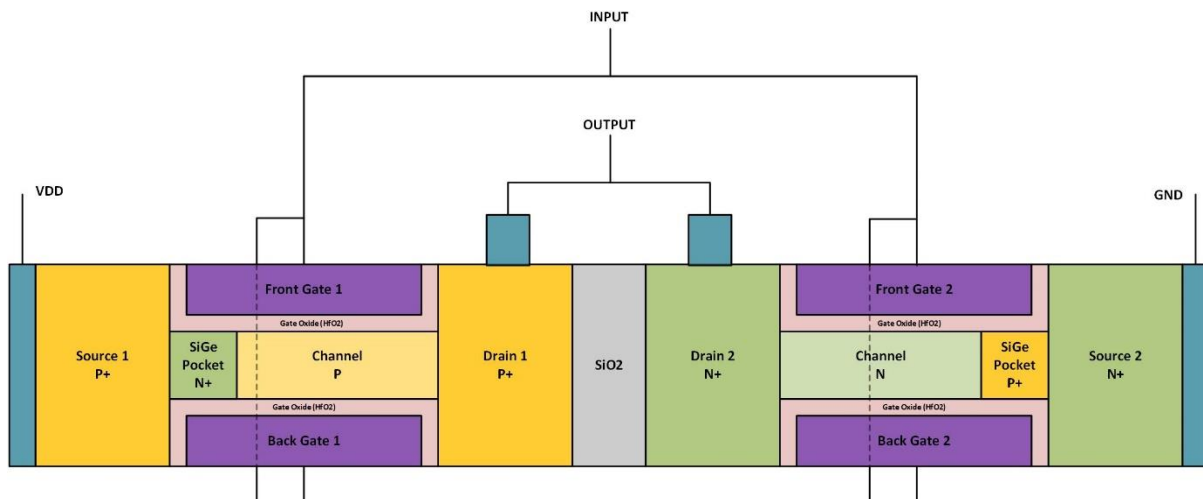 INPUT
OUTPUT
VDD
GND
Front Gate 1
Front Gate 2
Gate Oxide (HfO2)
Gate Oxide (HfO2)
Source 1
P+
SiGe
Pocket
N+
Channel
P
Drain 1
P+
SiO2
Drain 2
N+
Channel
N
SiGe
Pocket
P+
Source 2
N+
Gate Oxide (HfO2)
Gate Oxide (HfO2)
Back Gate 1
Back Gate 2